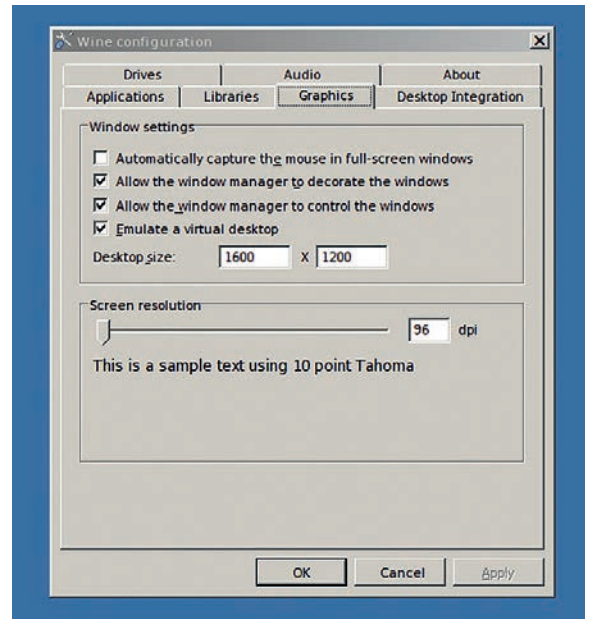 Wine configuration
Drives Audio About
Applications Libraries Graphics Desktop Integration
Window settings
Automatically capture the mouse in full-screen windows
Allow the window manager to decorate the windows
Allow the window manager to control the windows
Emulate a virtual desktop
Desktop size: 1600 X 1200
Screen resolution
96 dpi
This is a sample text using 10 point Tahoma
OK Cancel Apply